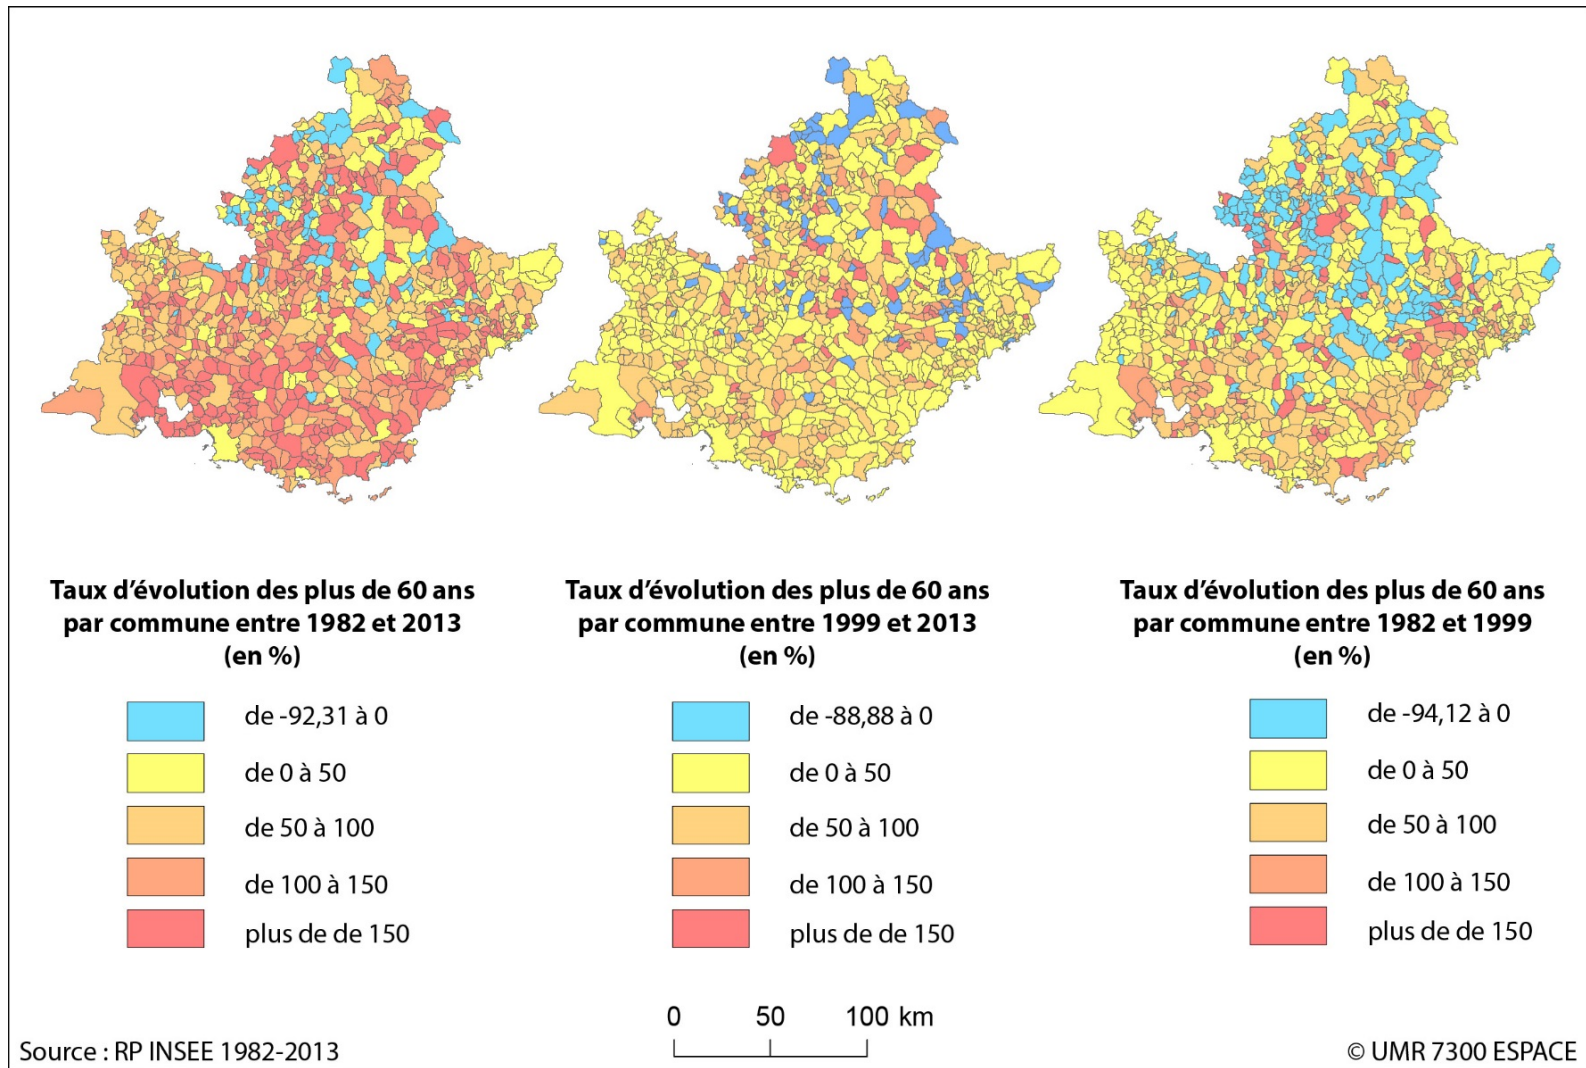 Taux d’évolution des plus de 60 ans
par commune entre 1982 et 2013
(en %)
de -92,31 à 0
de 0 à 50
de 50 à 100
de 100 à 150
plus de de 150
Taux d’évolution des plus de 60 ans
par commune entre 1999 et 2013
(en %)
de -88,88 à 0
de 0 à 50
de 50 à 100
de 100 à 150
plus de de 150
Taux d’évolution des plus de 60 ans
par commune entre 1982 et 1999
(en %)
de -94,12 à 0
de 0 à 50
de 50 à 100
de 100 à 150
plus de de 150
0 50 100 km
Source : RP INSEE 1982-2013
© UMR 7300 ESPACE